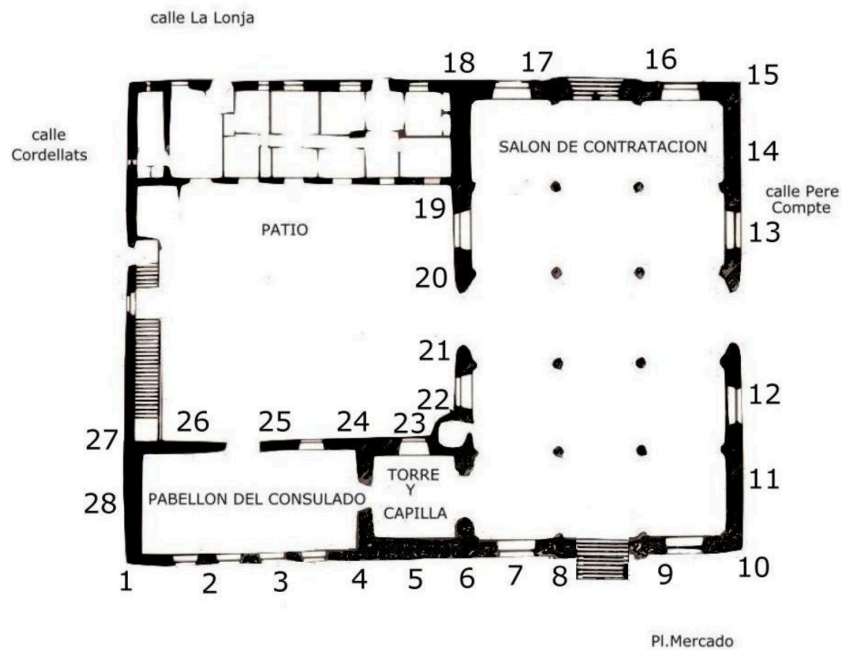 calle La Lonja
18
17
16
15
calle
Cordellats
SALON DE CONTRATACION
14
19
calle Pere
Compte
PATIO
13
20
21
22
12
26
25
24
23
27
TORRE
Y
CAPILLA
11
28
PABELLON DEL CONSULADO
1
2
3
4
5
6
7
8
9
10
Pl.Mercado